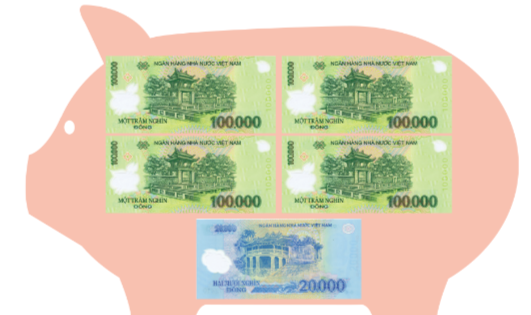 NGÂN HÀNG NHÀ NƯỚC VIỆT NAM
100000
MỘT TRĂM NGHÌN
ĐỒNG
100.000
NGÂN HÀNG NHÀ NƯỚC VIỆT NAM
100000
MỘT TRĂM NGHÌN
ĐỒNG
100.000
NGÂN HÀNG NHÀ NƯỚC VIỆT NAM
100000
MỘT TRĂM NGHÌN
ĐỒNG
100.000
NGÂN HÀNG NHÀ NƯỚC VIỆT NAM
100000
MỘT TRĂM NGHÌN
ĐỒNG
100.000
NGÂN HÀNG NHÀ NƯỚC VIỆT NAM
HAI MƯƠI NGHÌN
ĐỒNG
20000